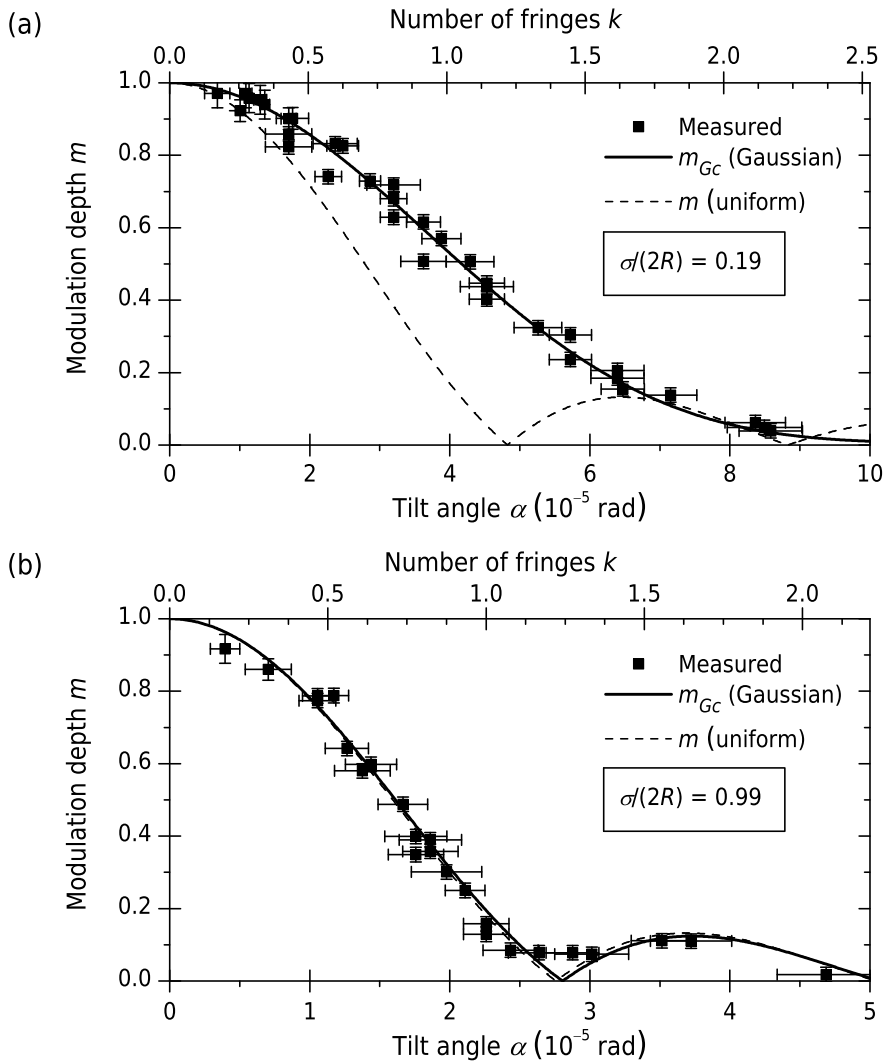 (a)
Number of fringes k
0.0 0.5 1.0 1.5 2.0 2.5
1.0
0.8
0.6
0.4
0.2
0.0
Modulation depth m
Measured
m_Gc (Gaussian)
m (uniform)
σ/(2R) = 0.19
0 2 4 6 8 10
Tilt angle α (10⁻⁵ rad)
(b)
Number of fringes k
0.0 0.5 1.0 1.5 2.0
1.0
0.8
0.6
0.4
0.2
0.0
Modulation depth m
Measured
m_Gc (Gaussian)
m (uniform)
σ/(2R) = 0.99
0 1 2 3 4 5
Tilt angle α (10⁻⁵ rad)